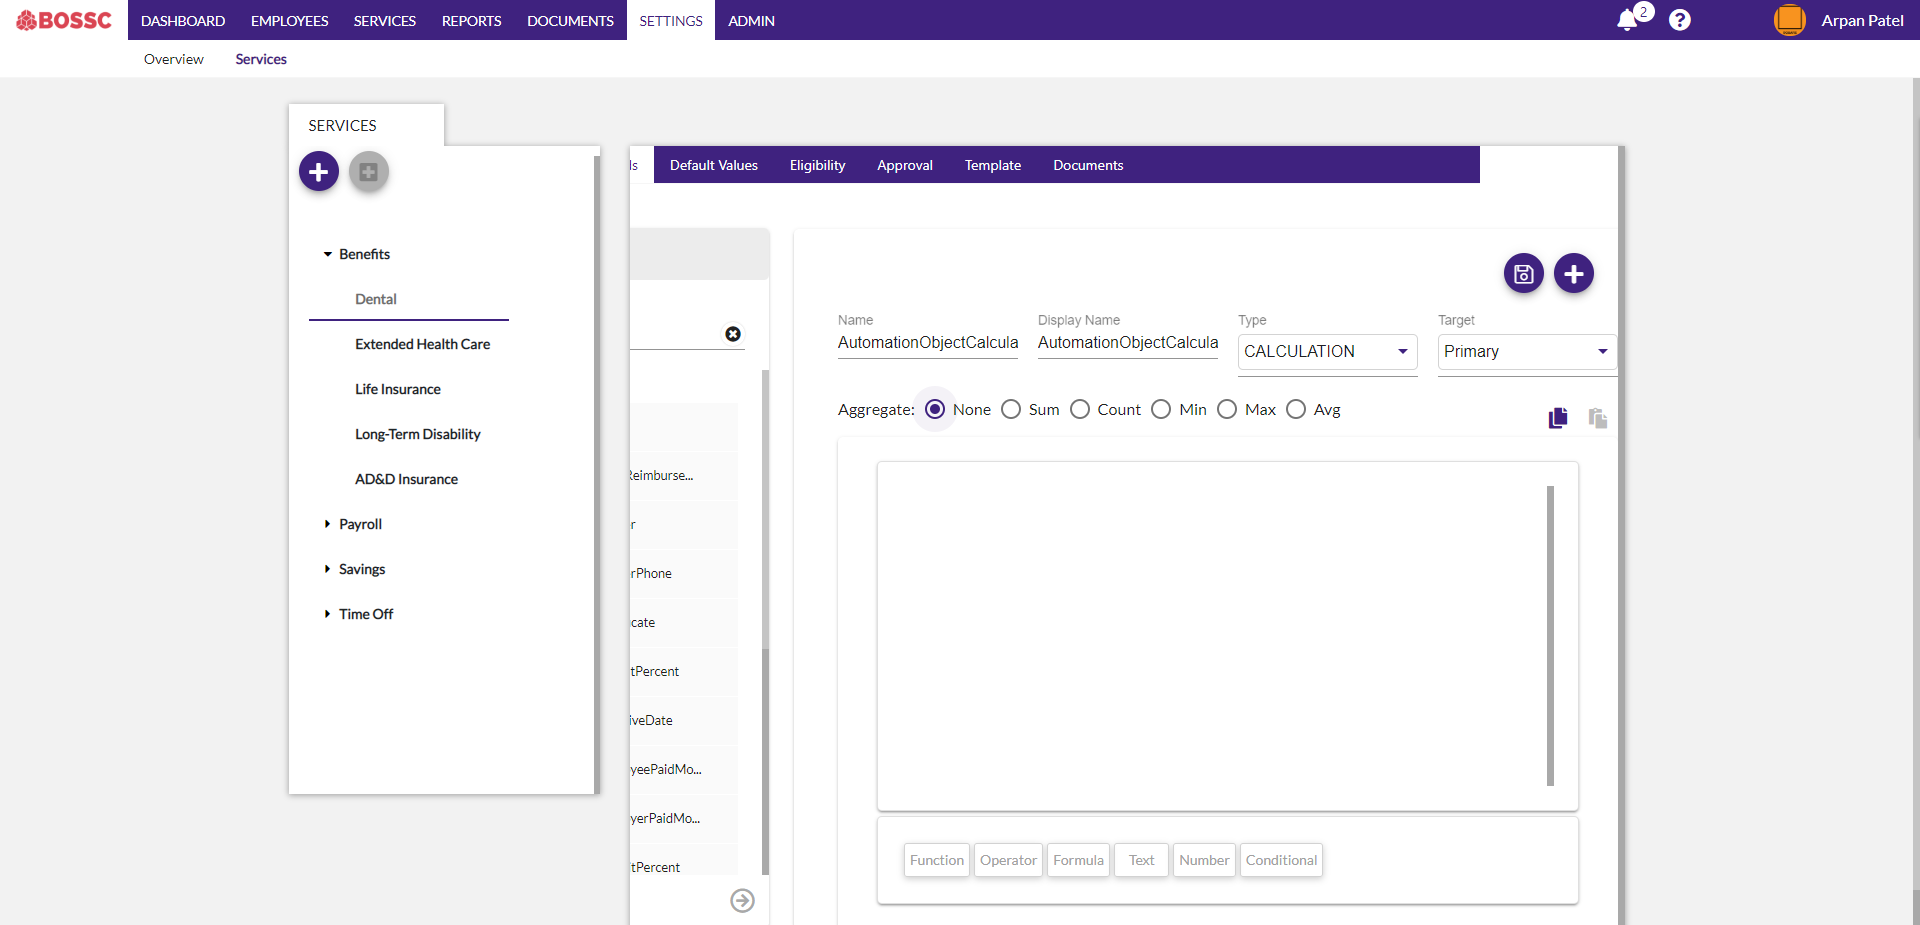 BOSSC
DASHBOARD EMPLOYEES SERVICES REPORTS DOCUMENTS SETTINGS ADMIN
2
?
Arpan Patel
Overview Services
SERVICES
Benefits
Dental
Extended Health Care
Life Insurance
Long-Term Disability
AD&D Insurance
Payroll
Savings
Time Off
ls Default Values Eligibility Approval Template Documents
Reimburse...
r
rPhone
cate
tPercent
iveDate
yeePaidMo...
yerPaidMo...
tPercent
Name Display Name Type Target
AutomationObjectCalcula AutomationObjectCalcula CALCULATION Primary
Aggregate: None Sum Count Min Max Avg
Function Operator Formula Text Number Conditional